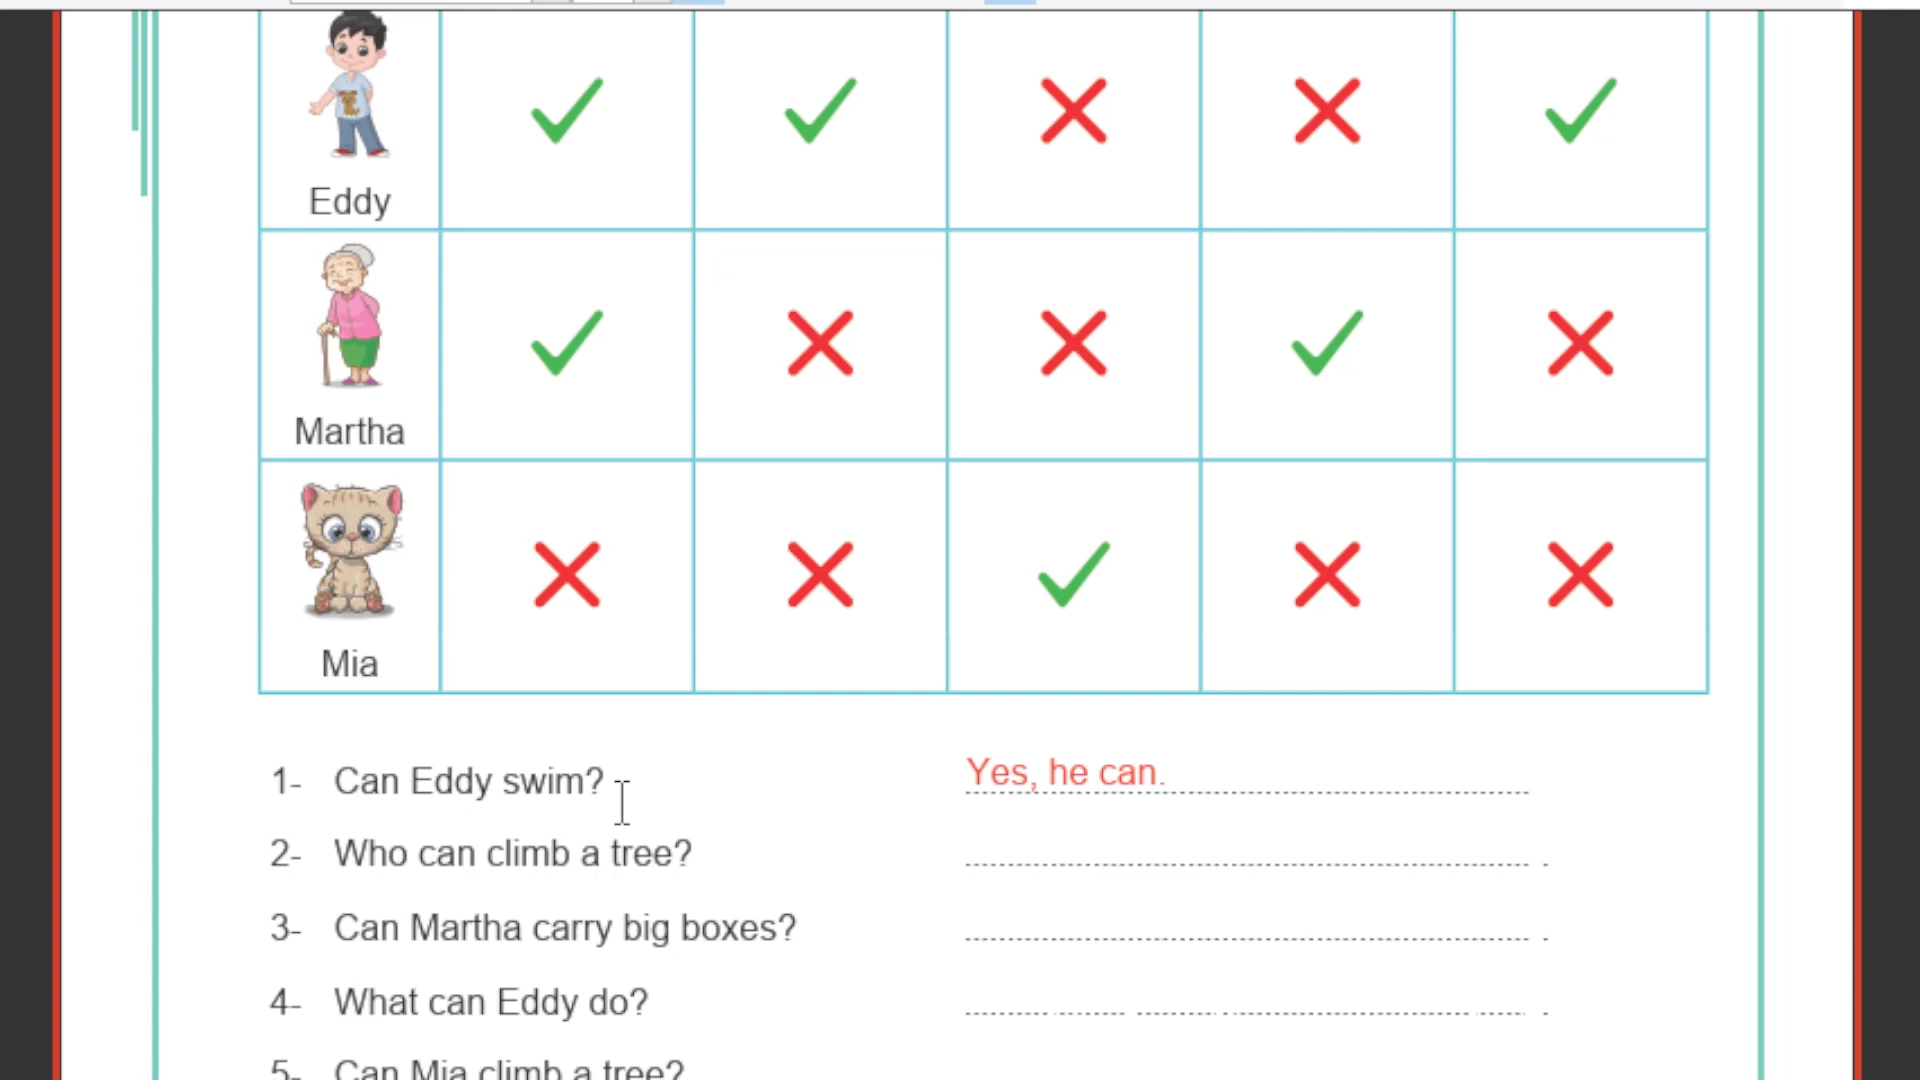 Eddy
Martha
Mia
1- Can Eddy swim? Yes, he can.
2- Who can climb a tree? .
3- Can Martha carry big boxes? .
4- What can Eddy do? .
5- Can Mia climb a tree?